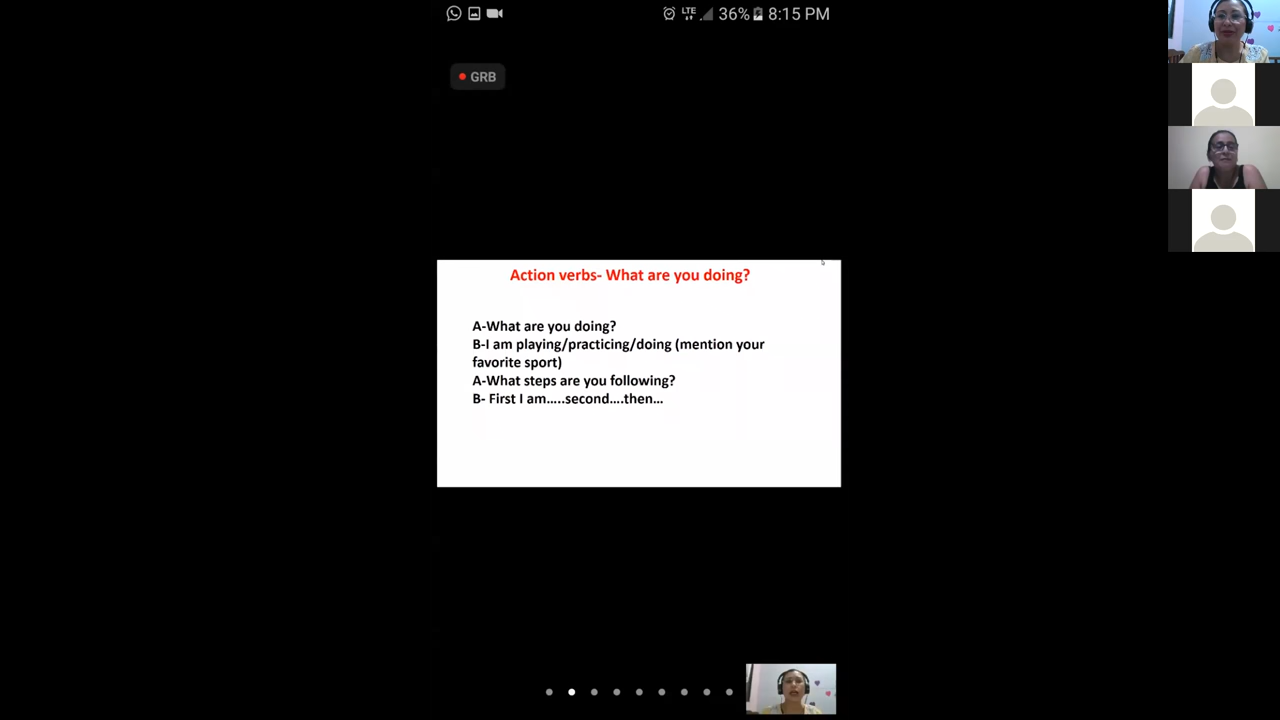 36% 8:15 PM
LTE
GRB
Action verbs- What are you doing?
A-What are you doing?
B-I am playing/practicing/doing (mention your
favorite sport)
A-What steps are you following?
B- First I am…..second….then…